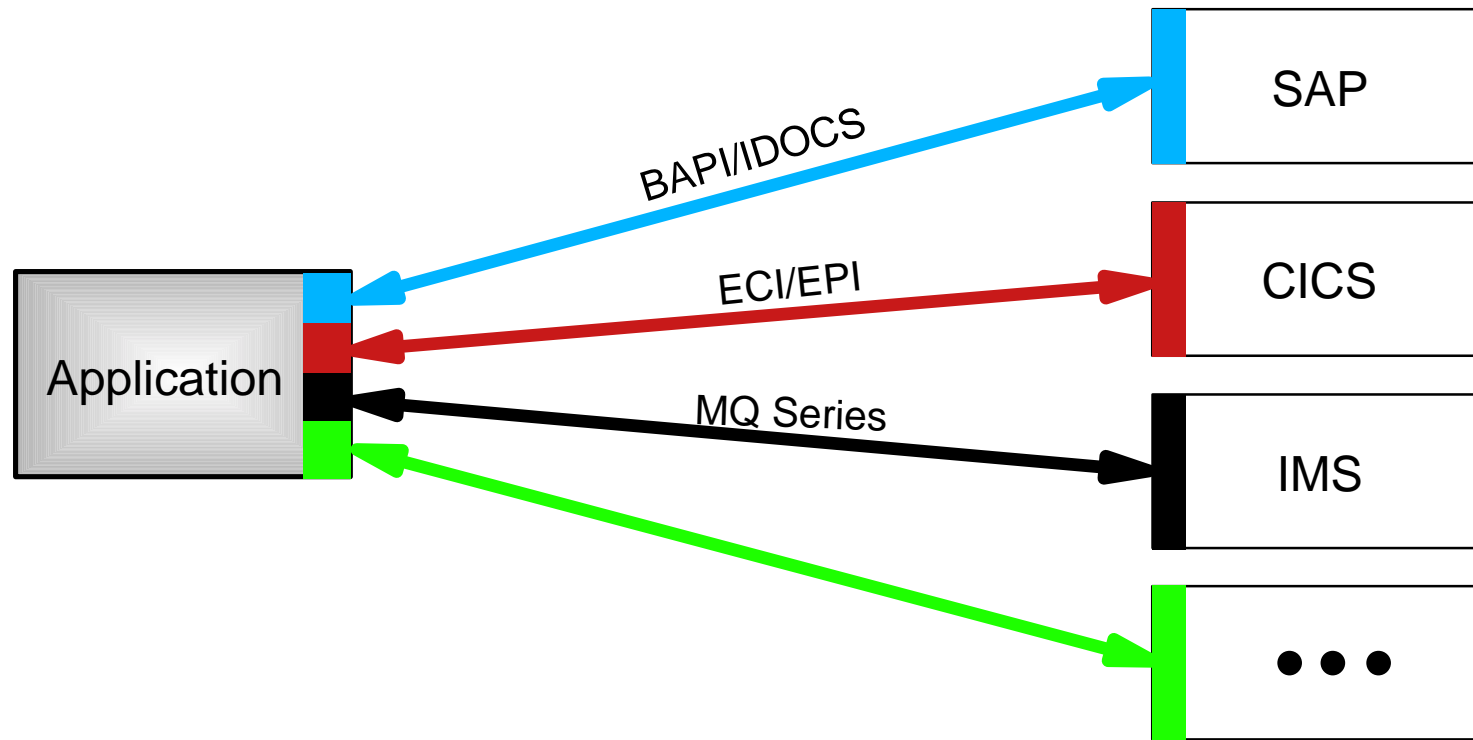 SAP
BAPI/IDOCS
ECI/EPI
CICS
Application
MQ Series
IMS
•••